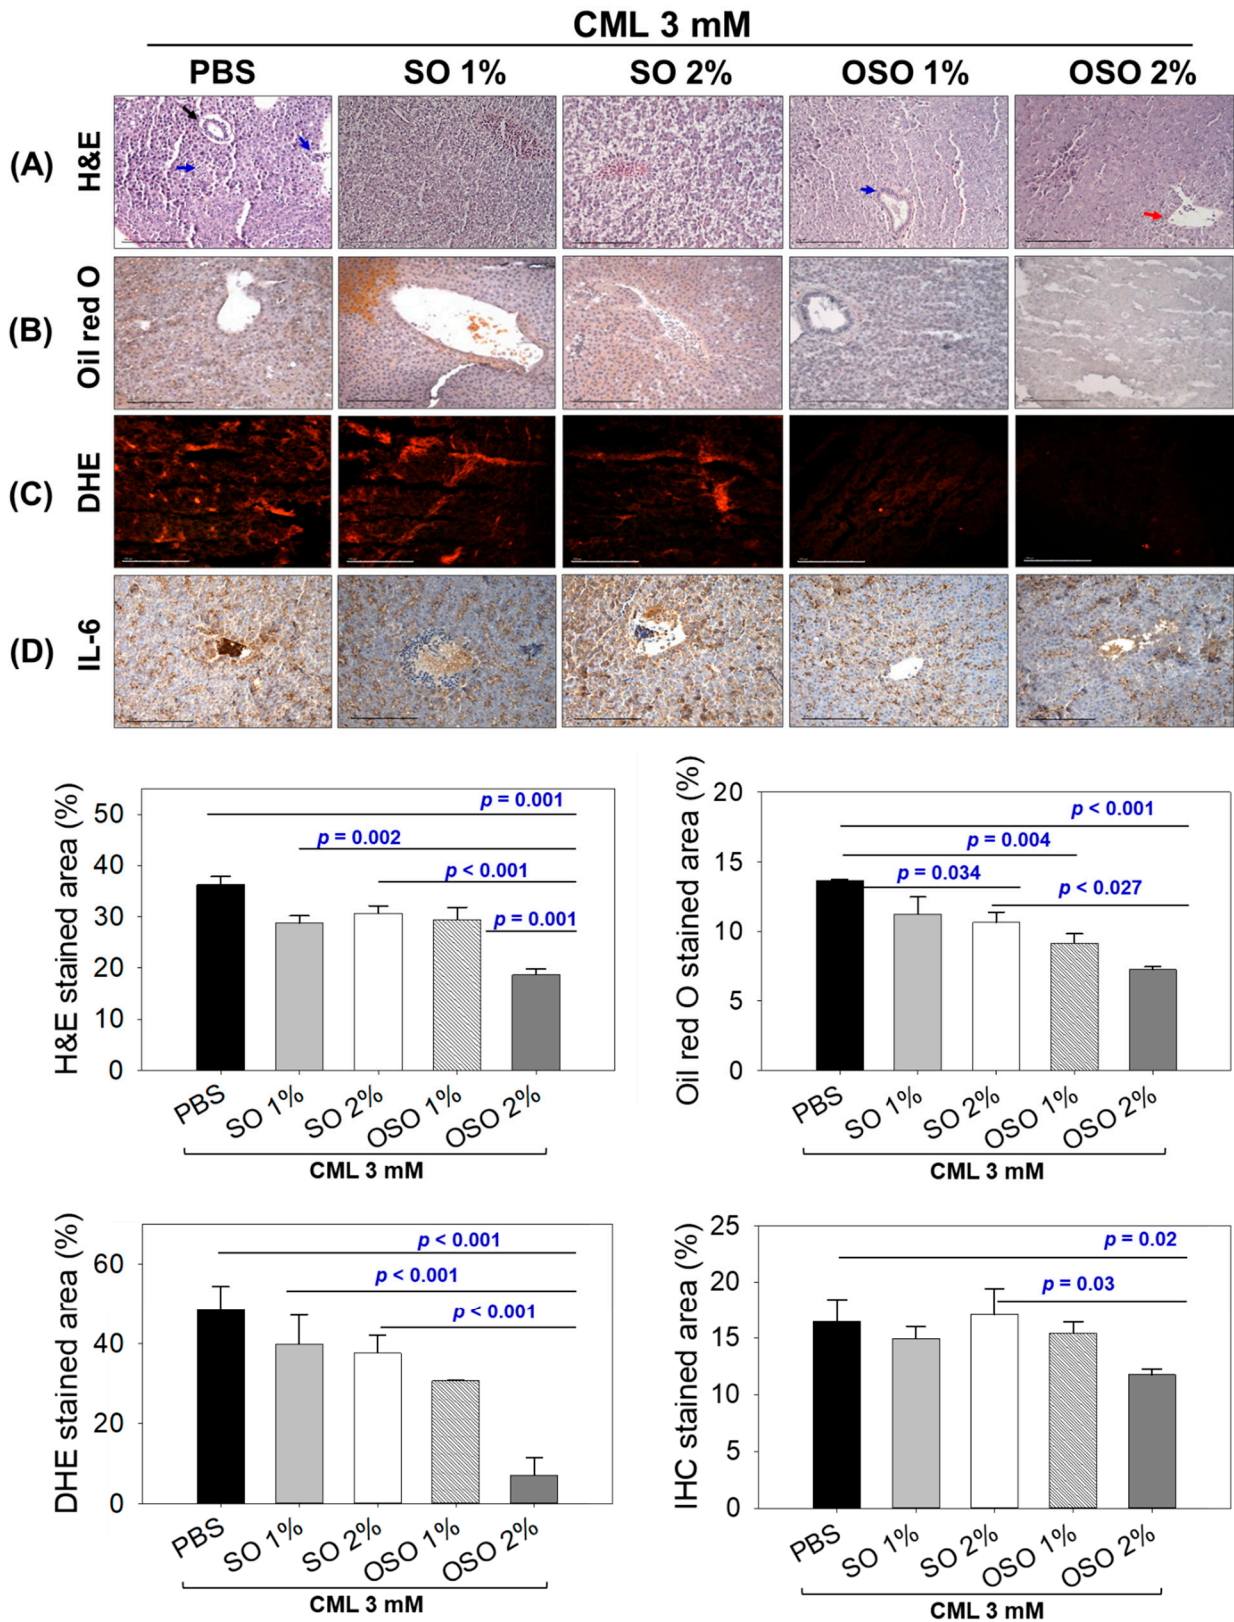 CML 3 mM
PBS SO 1% SO 2% OSO 1% OSO 2%
(A) H&E
(B) Oil red O
(C) DHE
(D) IL-6
H&E stained area (%)
50
40
30
20
10
0
p = 0.001
p = 0.002
p < 0.001
p = 0.001
PBS SO 1% SO 2% OSO 1% OSO 2%
CML 3 mM
Oil red O stained area (%)
20
15
10
5
0
p < 0.001
p = 0.004
p = 0.034
p < 0.027
PBS SO 1% SO 2% OSO 1% OSO 2%
CML 3 mM
DHE stained area (%)
60
40
20
0
p < 0.001
p < 0.001
p < 0.001
PBS SO 1% SO 2% OSO 1% OSO 2%
CML 3 mM
IHC stained area (%)
25
20
15
10
5
0
p = 0.02
p = 0.03
PBS SO 1% SO 2% OSO 1% OSO 2%
CML 3 mM